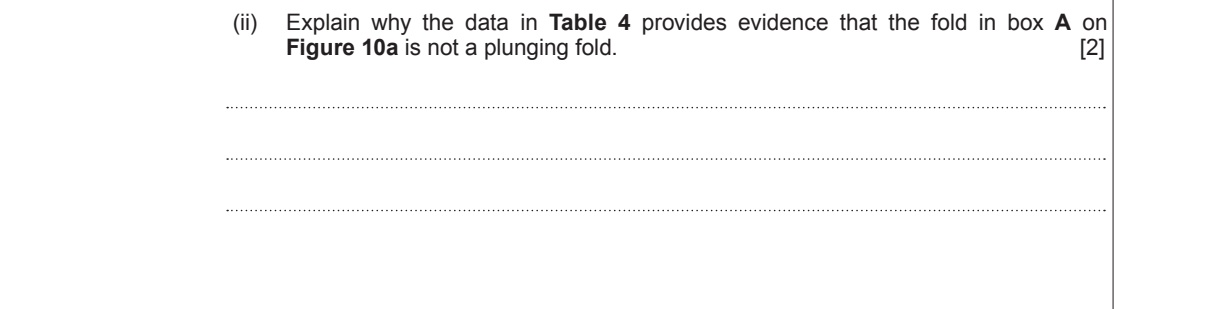 (ii) Explain why the data in Table 4 provides evidence that the fold in box A on
Figure 10a is not a plunging fold. [2]